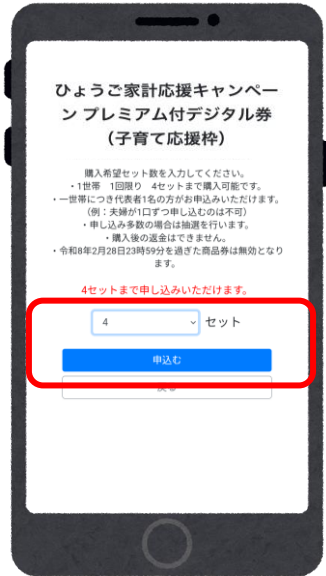 ひょうご家計応援キャンペー
ン プレミアム付デジタル券
（子育て応援枠）
購入希望セット数を入力してください。
・1世帯　1回限り　4セットまで購入可能です。
・一世帯につき代表者1名の方がお申込みいただけます。
（例：夫婦が1口ずつ申し込むのは不可）
・申し込み多数の場合は抽選を行います。
・購入後の返金はできません。
・令和8年2月28日23時59分を過ぎた商品券は無効となり
ます。
4セットまで申し込みいただけます。
4 セット
申込む